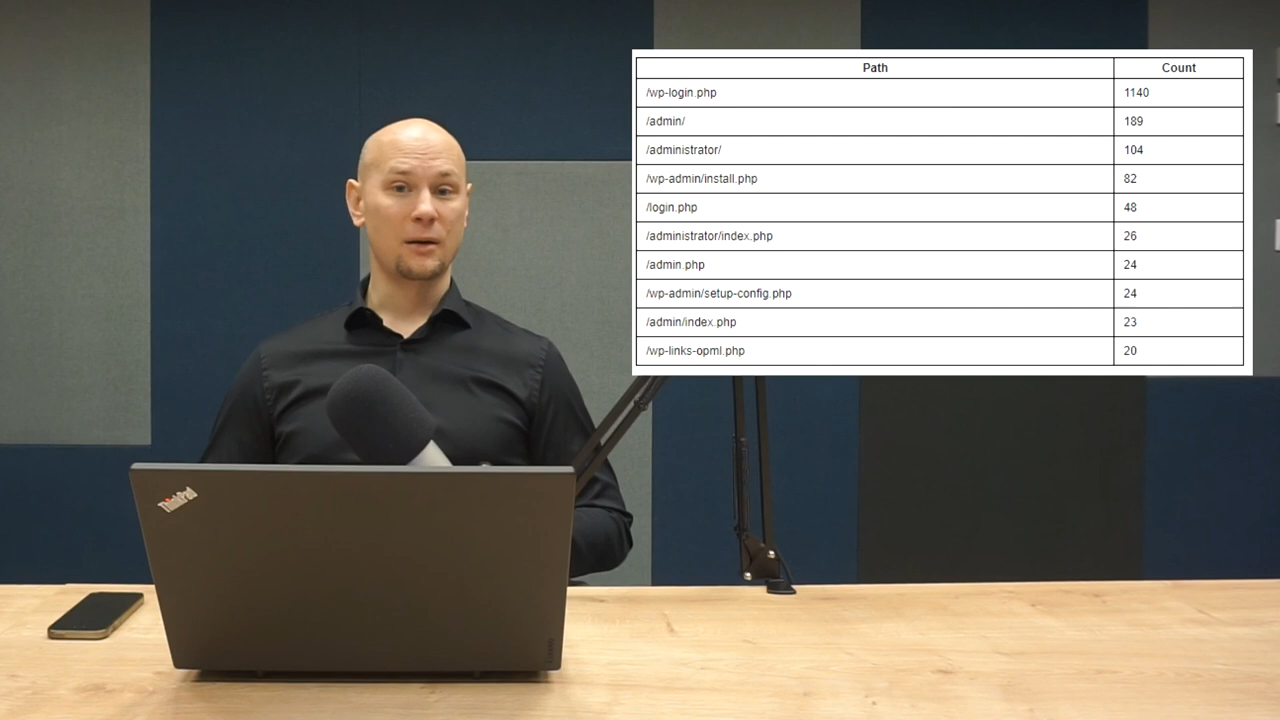 Path Count
/wp-login.php 1140
/admin/ 189
/administrator/ 104
/wp-admin/install.php 82
/login.php 48
/administrator/index.php 26
/admin.php 24
/wp-admin/setup-config.php 24
/admin/index.php 23
/wp-links-opml.php 20
ThinkPad